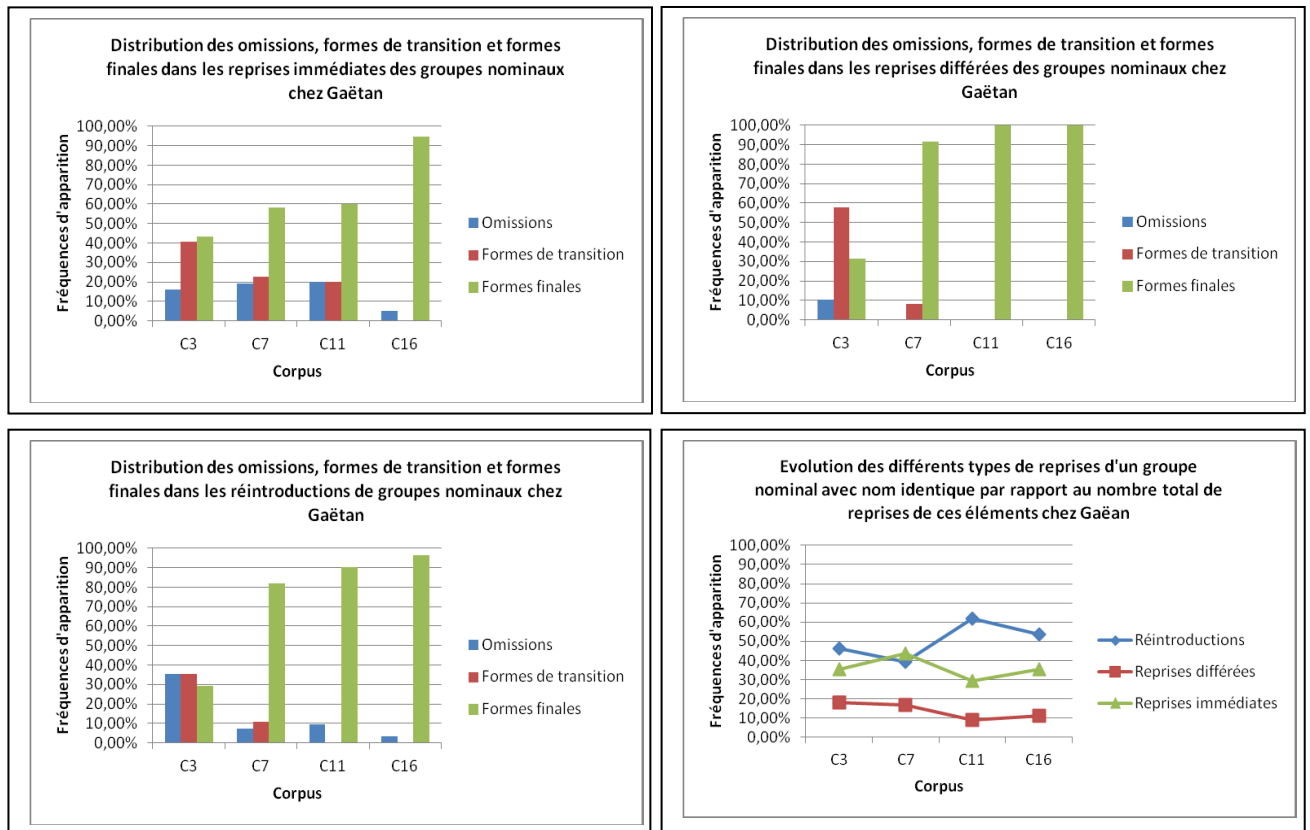 Distribution des omissions, formes de transition et formes
finales dans les reprises immédiates des groupes nominaux
chez Gaëtan
Fréquences d'apparition
100,00%
90,00%
80,00%
70,00%
60,00%
50,00%
40,00%
30,00%
20,00%
10,00%
0,00%
C3 C7 C11 C16
Corpus
Omissions
Formes de transition
Formes finales
Distribution des omissions, formes de transition et formes
finales dans les reprises différées des groupes nominaux chez
Gaëtan
Fréquences d'apparition
100,00%
90,00%
80,00%
70,00%
60,00%
50,00%
40,00%
30,00%
20,00%
10,00%
0,00%
C3 C7 C11 C16
Corpus
Omissions
Formes de transition
Formes finales
Distribution des omissions, formes de transition et formes
finales dans les réintroductions de groupes nominaux chez
Gaëtan
Fréquences d'apparition
100,00%
90,00%
80,00%
70,00%
60,00%
50,00%
40,00%
30,00%
20,00%
10,00%
0,00%
C3 C7 C11 C16
Corpus
Omissions
Formes de transition
Formes finales
Evolution des différents types de reprises d'un groupe
nominal avec nom identique par rapport au nombre total de
reprises de ces éléments chez Gaëan
Fréquences d'apparition
100,00%
90,00%
80,00%
70,00%
60,00%
50,00%
40,00%
30,00%
20,00%
10,00%
0,00%
C3 C7 C11 C16
Corpus
Réintroductions
Reprises différées
Reprises immédiates